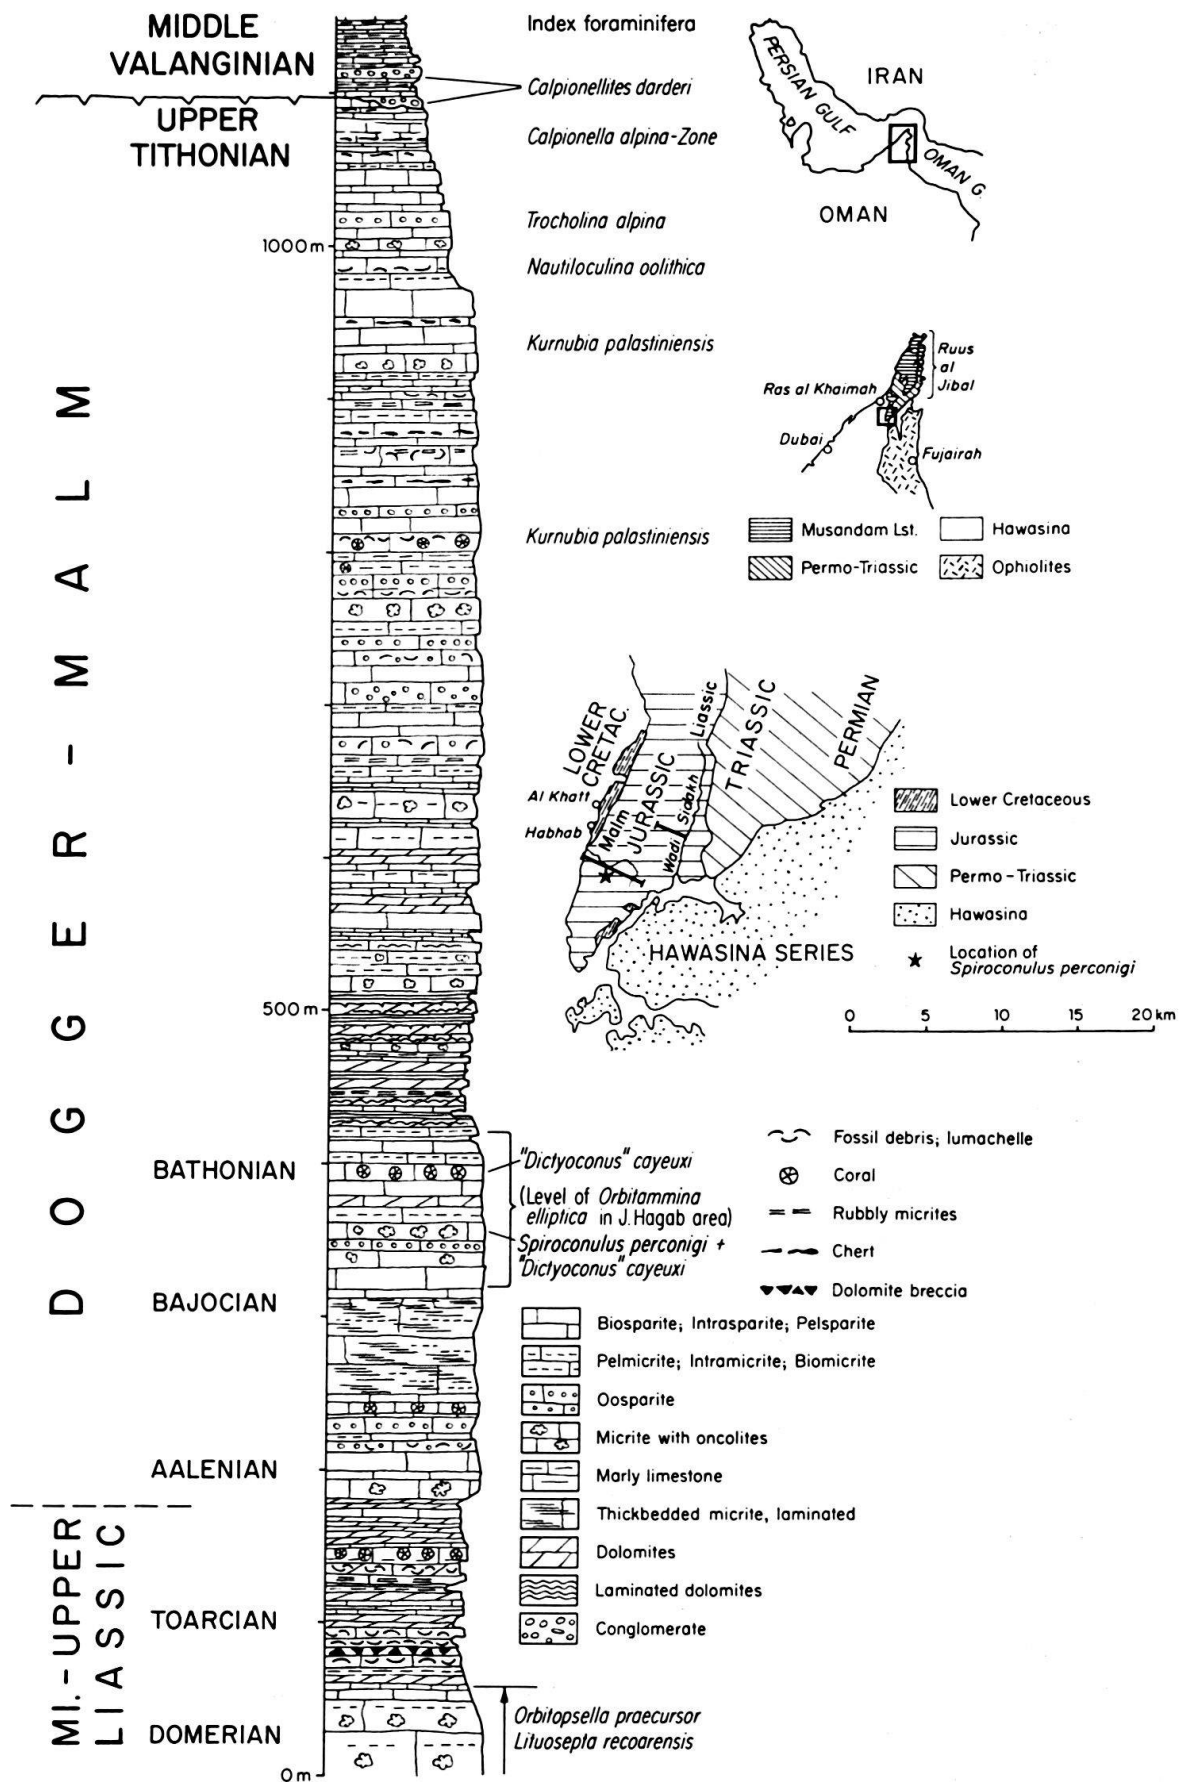 MIDDLE
VALANGINIAN
UPPER
TITHONIAN
1000m
500m
0m
DOGGER-MALM
BATHONIAN
BAJOCIAN
AALENIAN
MI.-UPPER
LIASSIC
TOARCIAN
DOMERIAN
Index foraminifera
Calpionellites darderi
Calpionella alpina-Zone
Trocholina alpina
Nautiloculina oolithica
Kurnubia palastiniensis
Kurnubia palastiniensis
"Dictyoconus" cayeuxi
(Level of Orbitammina
elliptica in J. Hagab area)
Spiroconulus perconigi +
"Dictyoconus" cayeuxi
Orbitopsella praecursor
Lituosepta recoarensis
PERSIAN GULF
IRAN
OMAN G.
OMAN
Ruus
al
Jibal
Ras al Khaimah
Dubai
Fujairah
Musandam Lst.
Hawasina
Permo-Triassic
Ophiolites
LOWER
CRETAC.
Liassic
TRIASSIC
PERMIAN
Al Khatt
Habhab
Malm
JURASSIC
Wadi Sidakh
HAWASINA SERIES
Lower Cretaceous
Jurassic
Permo-Triassic
Hawasina
Location of
Spiroconulus perconigi
0 5 10 15 20 km
Fossil debris; lumachelle
Coral
Rubbly micrites
Chert
Dolomite breccia
Biosparite; Intrasparite; Pelsparite
Pelmicrite; Intramicrite; Biomicrite
Oosparite
Micrite with oncolites
Marly limestone
Thickbedded micrite, laminated
Dolomites
Laminated dolomites
Conglomerate